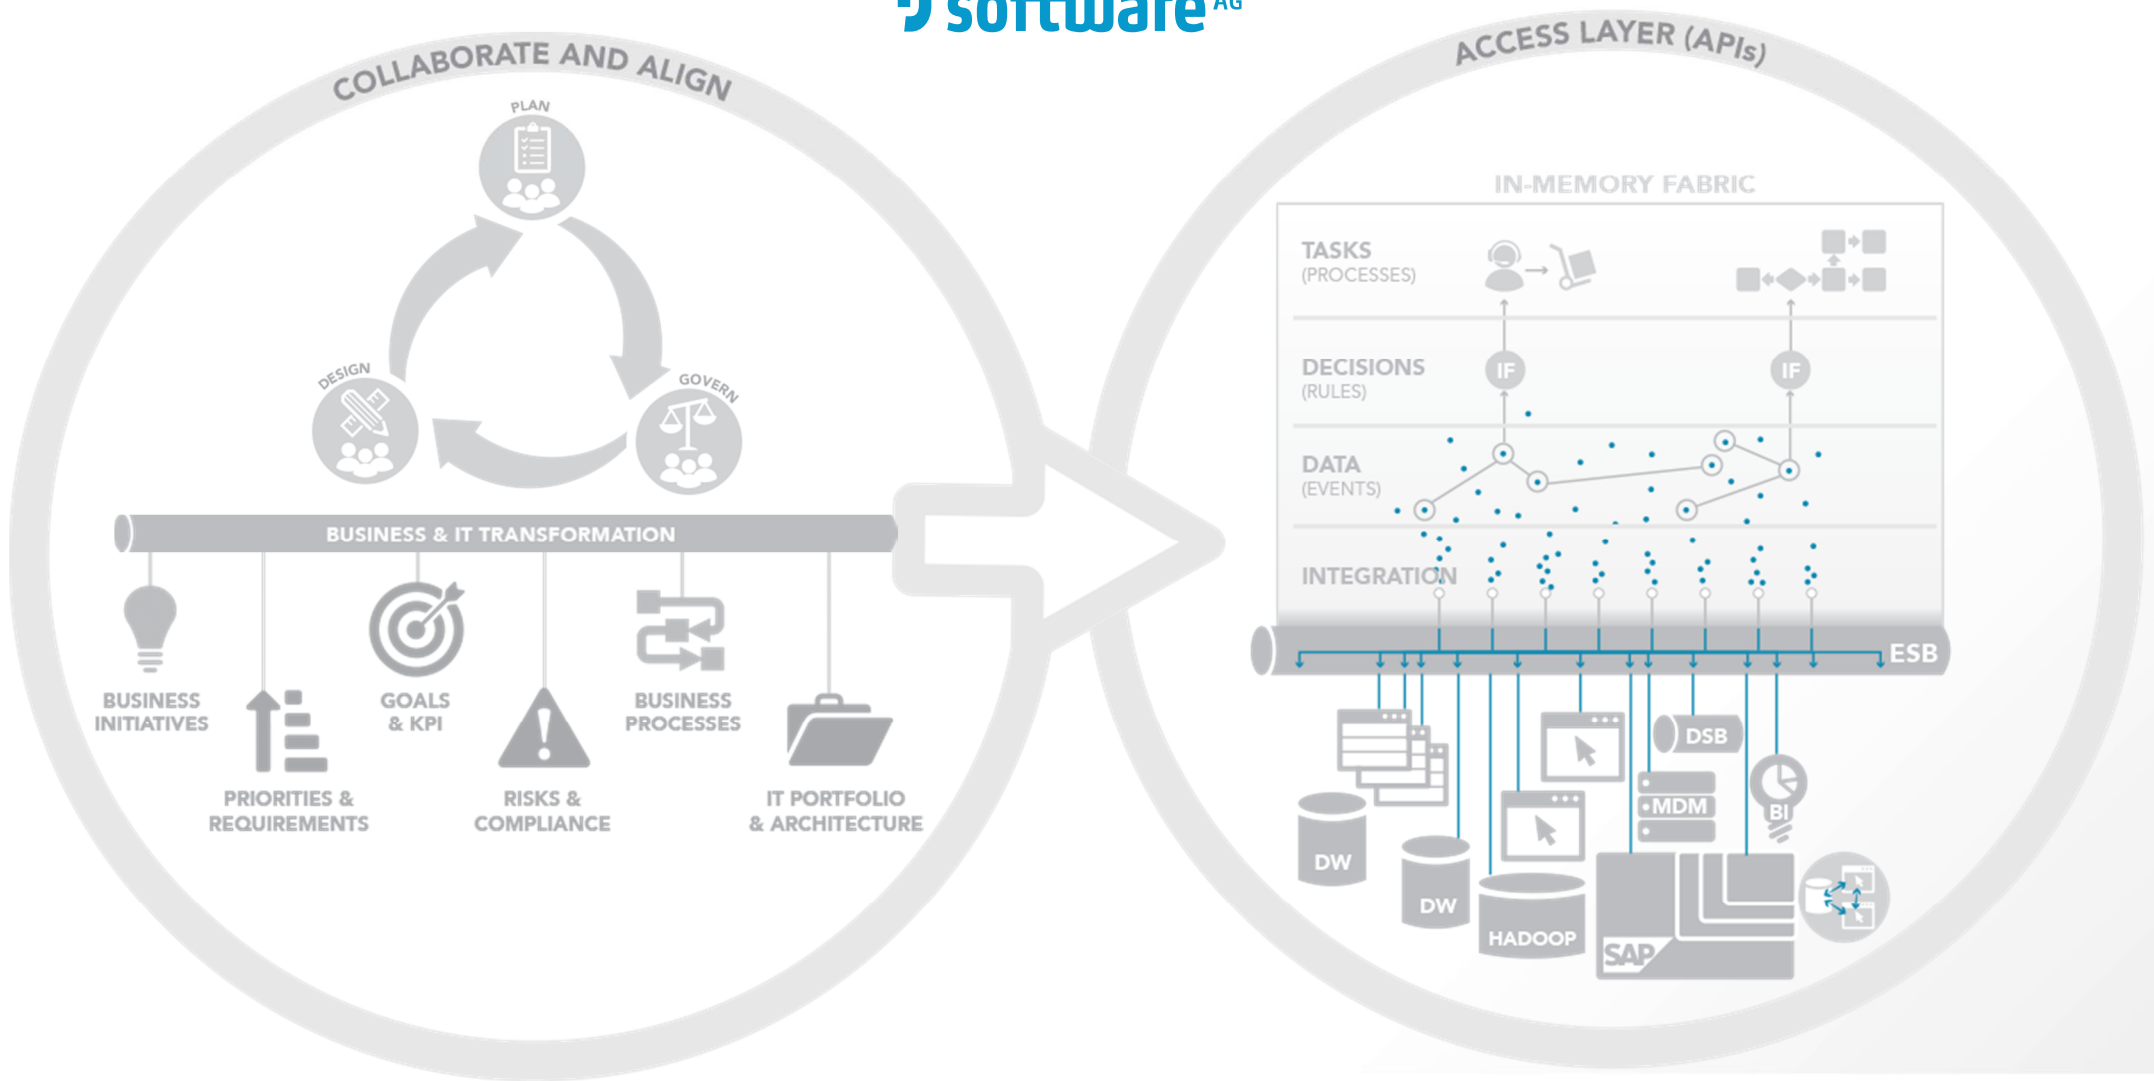 software AG
COLLABORATE AND ALIGN
PLAN
DESIGN
GOVERN
BUSINESS & IT TRANSFORMATION
BUSINESS
INITIATIVES
PRIORITIES &
REQUIREMENTS
GOALS
& KPI
RISKS &
COMPLIANCE
BUSINESS
PROCESSES
IT PORTFOLIO
& ARCHITECTURE
ACCESS LAYER (APIs)
IN-MEMORY FABRIC
TASKS
(PROCESSES)
DECISIONS
(RULES)
IF
IF
DATA
(EVENTS)
INTEGRATION
ESB
DSB
MDM
BI
DW
DW
HADOOP
SAP